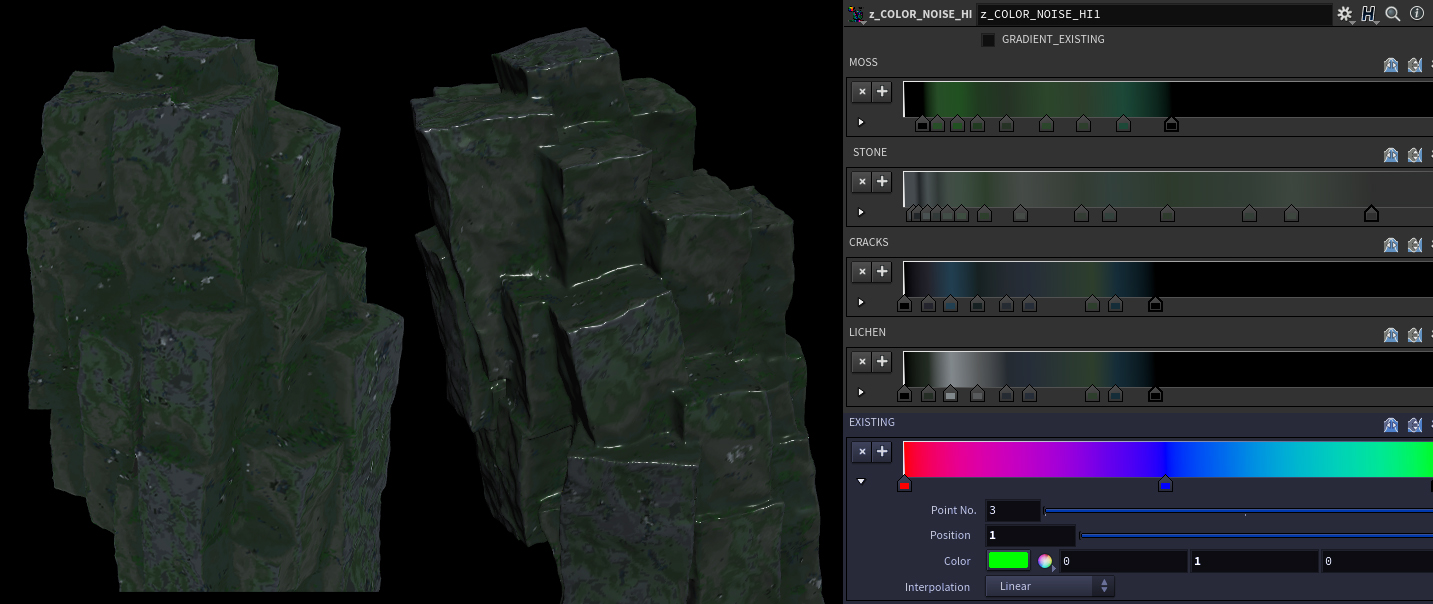 z_COLOR_NOISE_HI z_COLOR_NOISE_HI1
GRADIENT_EXISTING
MOSS
STONE
CRACKS
LICHEN
EXISTING
Point No. 3
Position 1
Color 0 1 0
Interpolation Linear